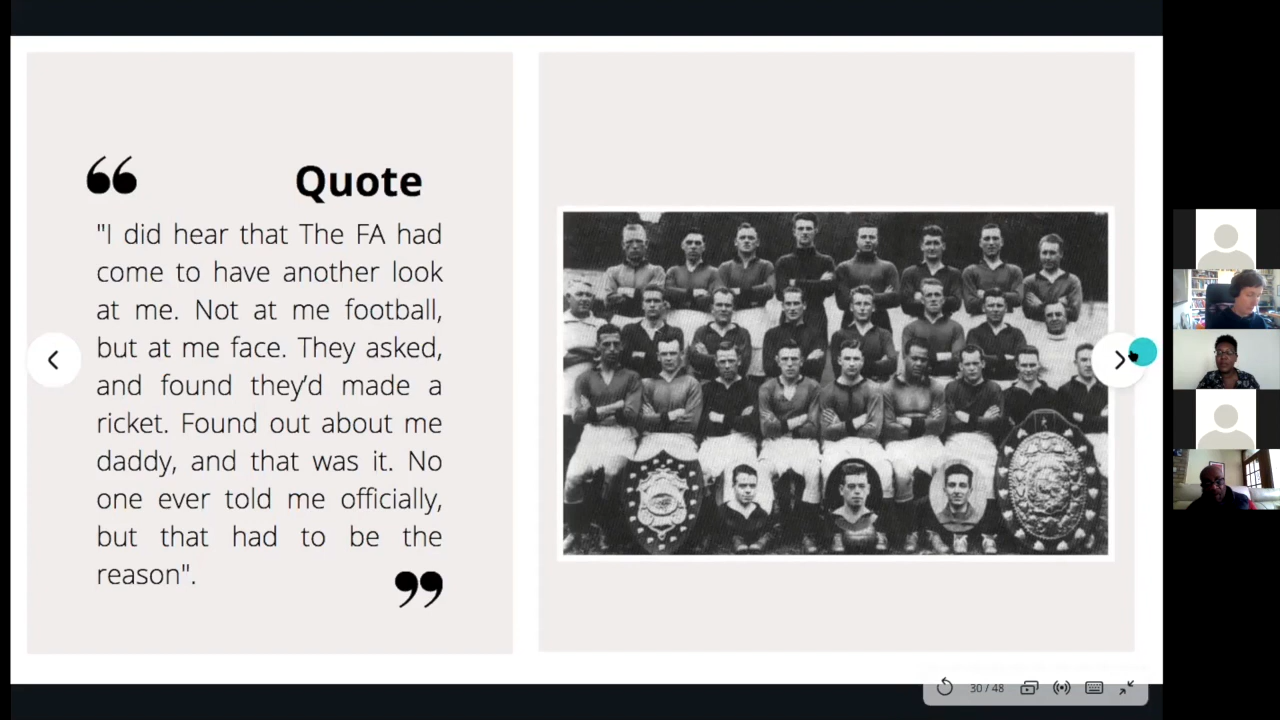 “
Quote
"I did hear that The FA had
come to have another look
at me. Not at me football,
but at me face. They asked,
and found they’d made a
ricket. Found out about me
daddy, and that was it. No
one ever told me officially,
but that had to be the
reason".
”
30 / 48